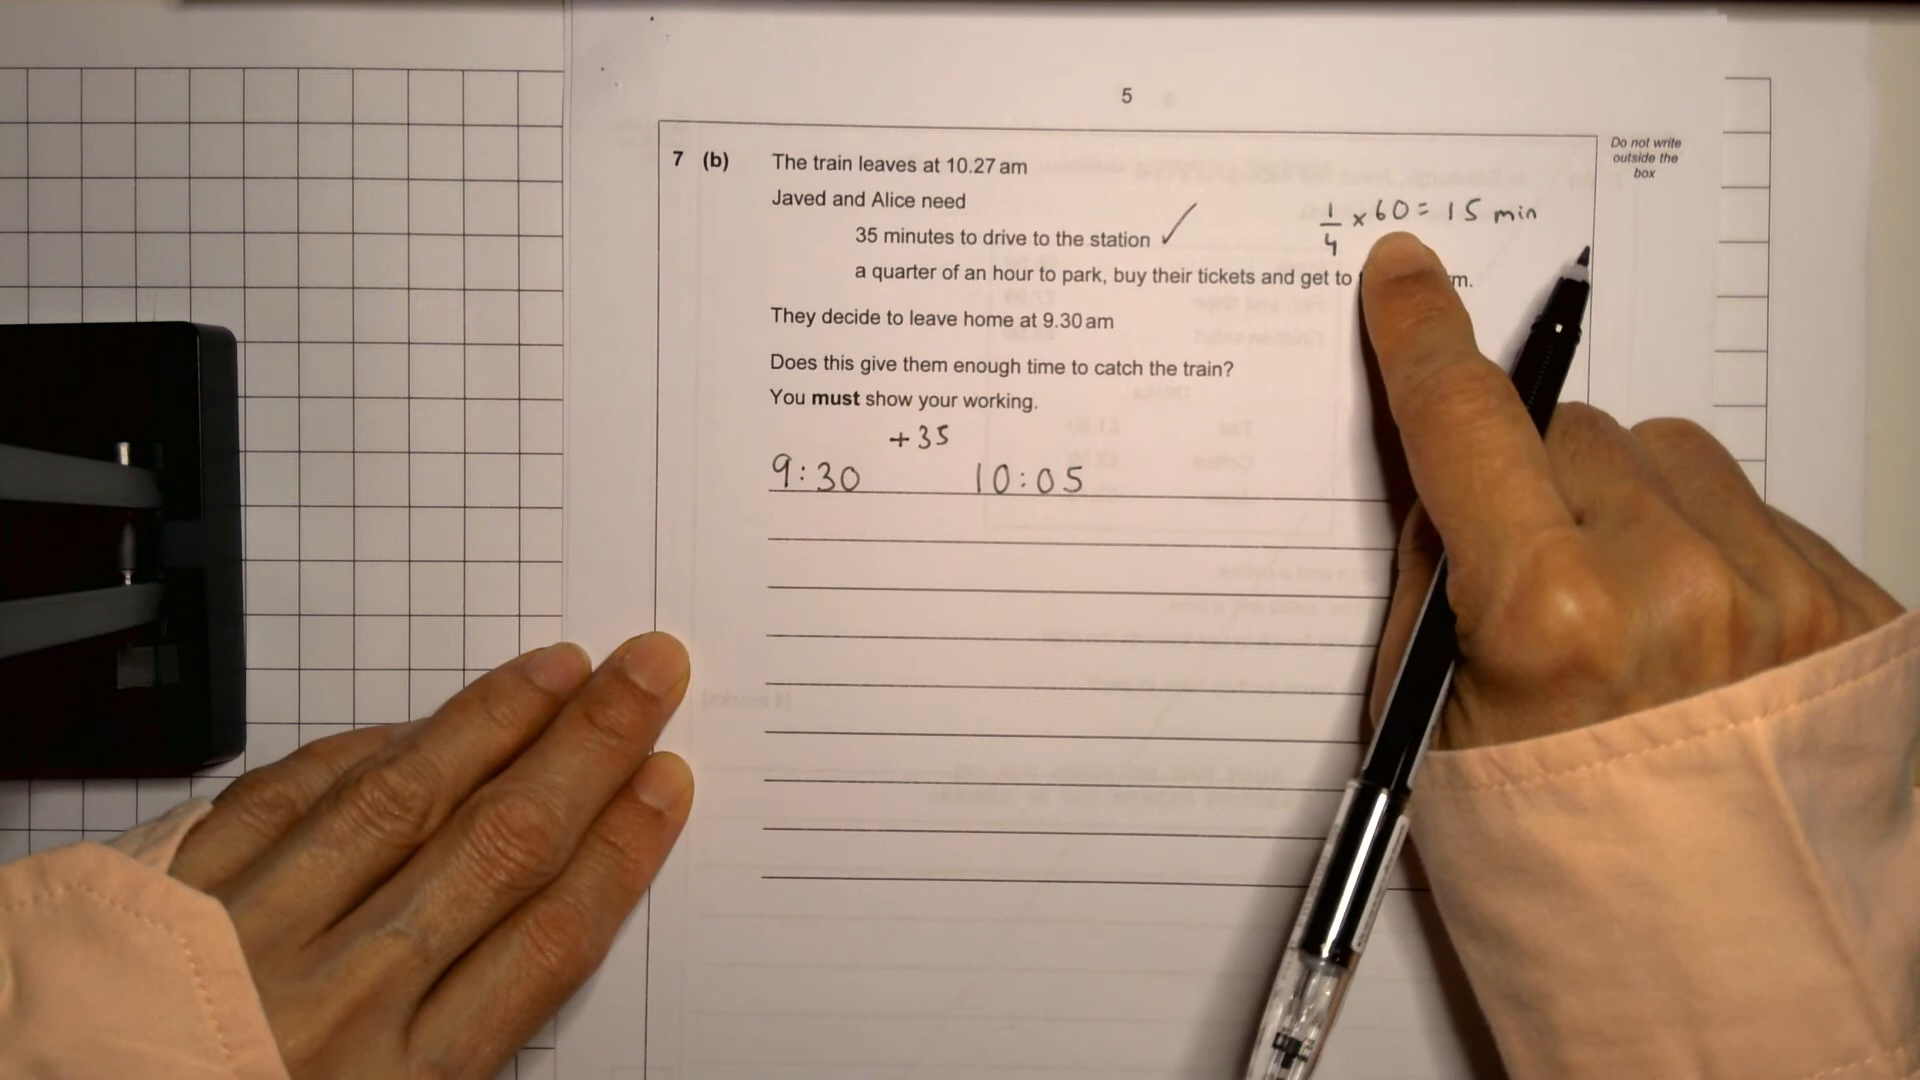 5
Do not write
outside the
box
7 (b) The train leaves at 10.27 am
Javed and Alice need
1/4 × 60 = 15 min
35 minutes to drive to the station ✓
a quarter of an hour to park, buy their tickets and get to
They decide to leave home at 9.30 am
Does this give them enough time to catch the train?
You must show your working.
+35
9:30 10:05